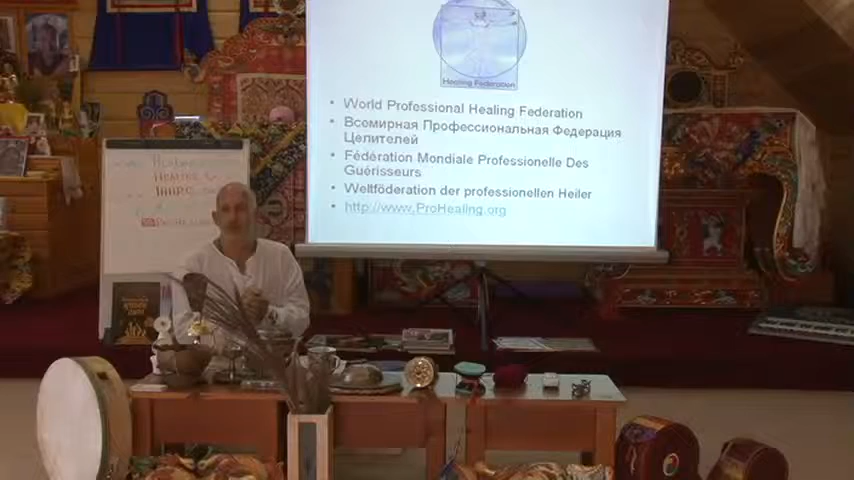 Healing Federation
• World Professional Healing Federation
• Всемирная Профессиональная Федерация
Целителей
• Fédération Mondiale Professionelle Des
Guérisseurs
• Weltföderation der professionellen Heiler
• http://www.ProHealing.org